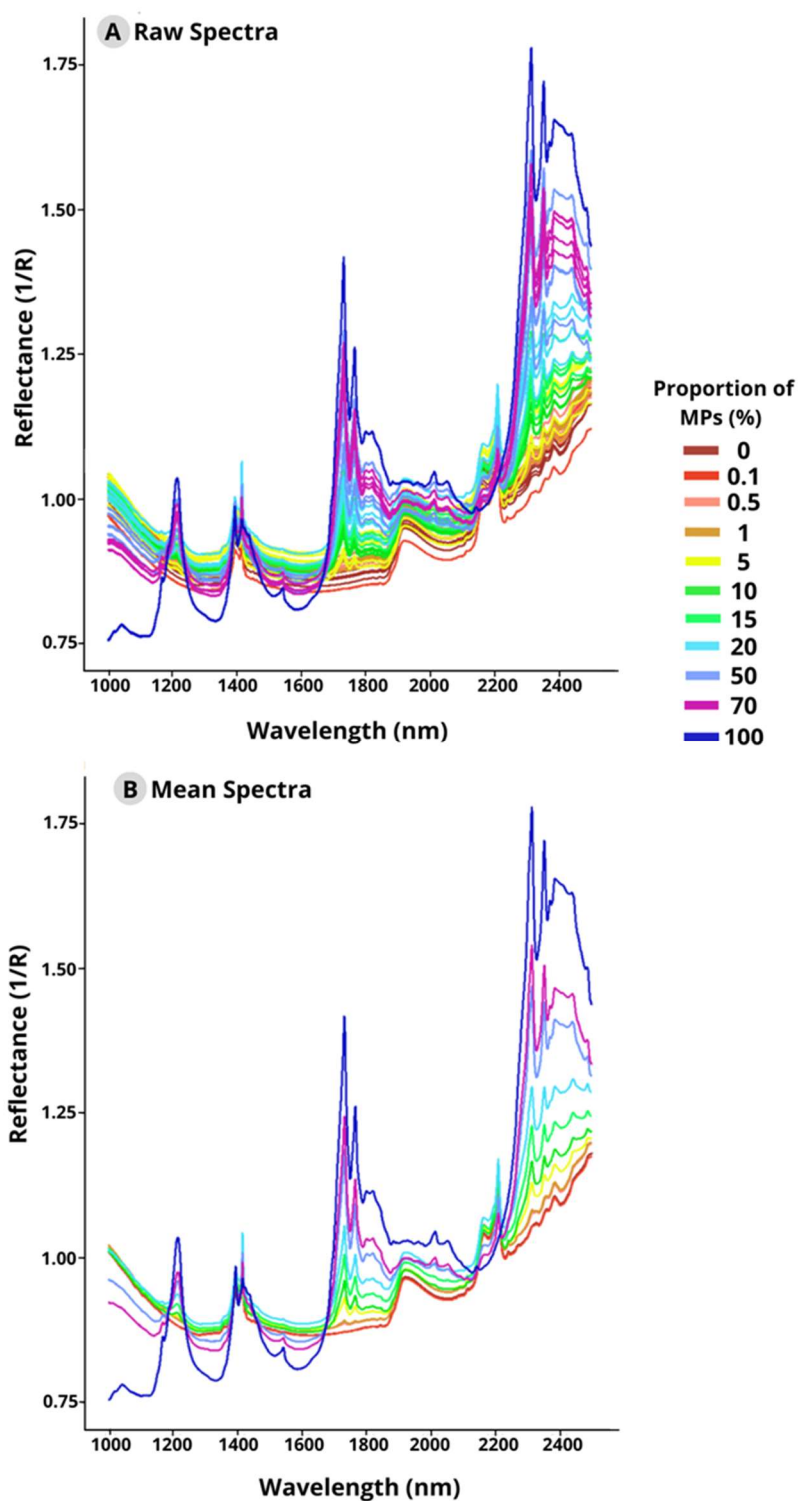 A Raw Spectra
1.75
1.50
1.25
1.00
0.75
Reflectance (1/R)
1000 1200 1400 1600 1800 2000 2200 2400
Wavelength (nm)
Proportion of
MPs (%)
0
0.1
0.5
1
5
10
15
20
50
70
100
B Mean Spectra
1.75
1.50
1.25
1.00
0.75
Reflectance (1/R)
1000 1200 1400 1600 1800 2000 2200 2400
Wavelength (nm)